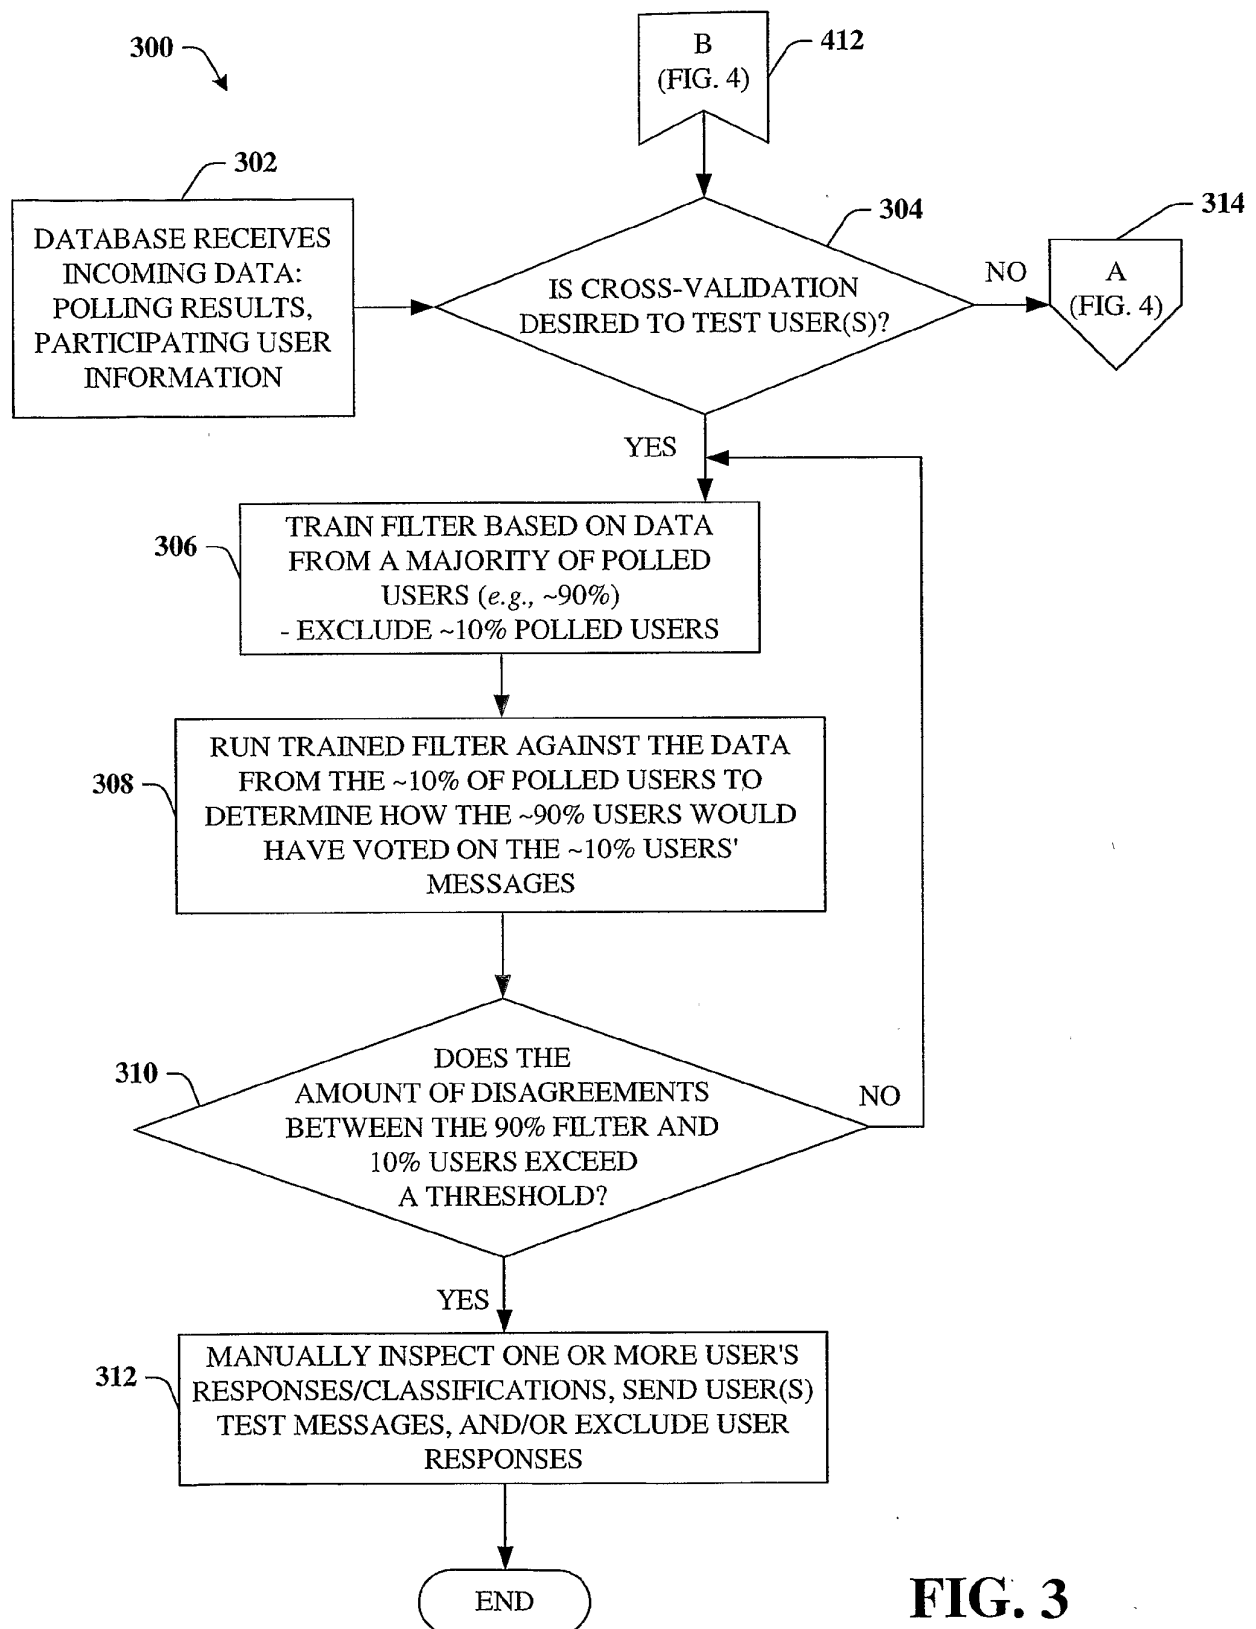 300
B
(FIG. 4)
412
302
DATABASE RECEIVES
INCOMING DATA:
POLLING RESULTS,
PARTICIPATING USER
INFORMATION
304
IS CROSS-VALIDATION
DESIRED TO TEST USER(S)?
NO
314
A
(FIG. 4)
YES
306
TRAIN FILTER BASED ON DATA
FROM A MAJORITY OF POLLED
USERS (e.g., ~90%)
- EXCLUDE ~10% POLLED USERS
308
RUN TRAINED FILTER AGAINST THE DATA
FROM THE ~10% OF POLLED USERS TO
DETERMINE HOW THE ~90% USERS WOULD
HAVE VOTED ON THE ~10% USERS'
MESSAGES
310
DOES THE
AMOUNT OF DISAGREEMENTS
BETWEEN THE 90% FILTER AND
10% USERS EXCEED
A THRESHOLD?
NO
YES
312
MANUALLY INSPECT ONE OR MORE USER'S
RESPONSES/CLASSIFICATIONS, SEND USER(S)
TEST MESSAGES, AND/OR EXCLUDE USER
RESPONSES
END
FIG. 3